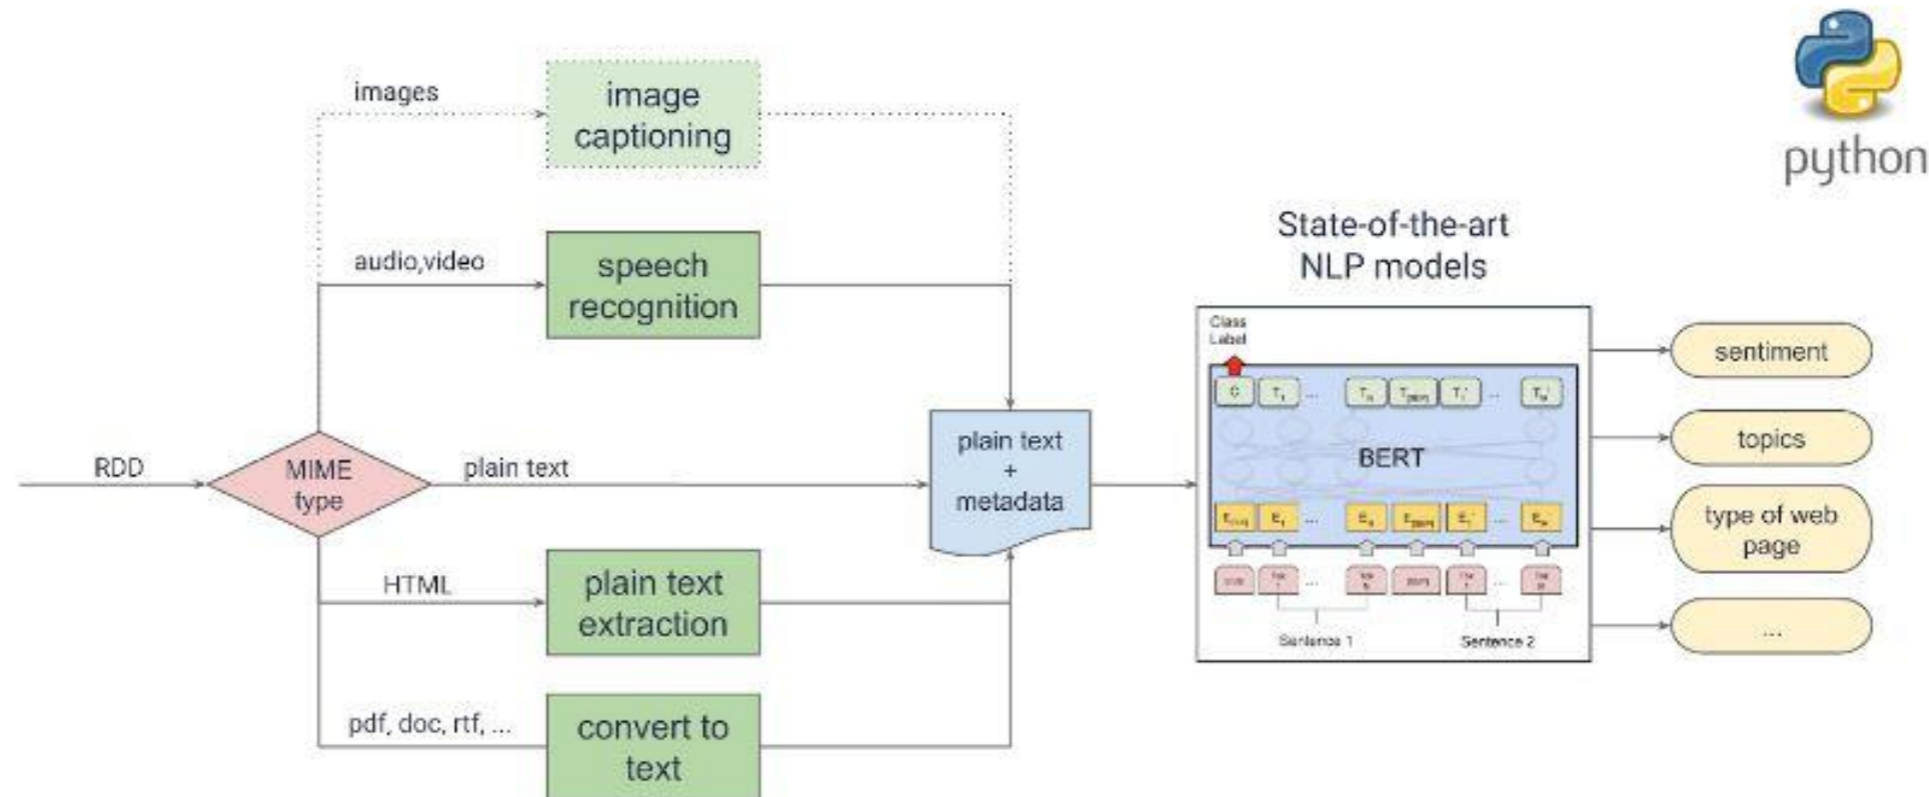 python
images
image
captioning
audio,video
speech
recognition
RDD
MIME
type
plain text
HTML
plain text
extraction
pdf, doc, rtf, ...
convert to
text
plain text
+
metadata
State-of-the-art
NLP models
Class
Label
C T₁ ...
BERT
E₁ ...
Sentence 1
Sentence 2
sentiment
topics
type of web
page
...